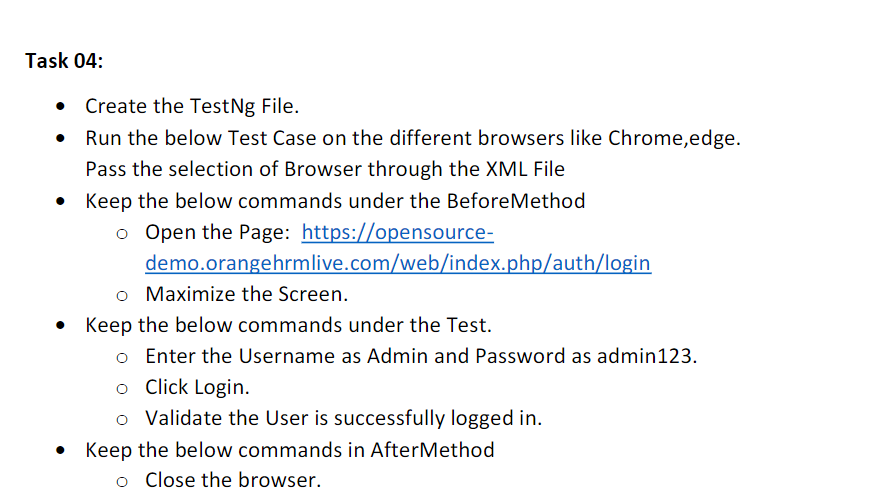 Task 04:
• Create the TestNg File.
• Run the below Test Case on the different browsers like Chrome,edge.
Pass the selection of Browser through the XML File
• Keep the below commands under the BeforeMethod
o Open the Page: https://opensource-
demo.orangehrmlive.com/web/index.php/auth/login
o Maximize the Screen.
• Keep the below commands under the Test.
o Enter the Username as Admin and Password as admin123.
o Click Login.
o Validate the User is successfully logged in.
• Keep the below commands in AfterMethod
o Close the browser.